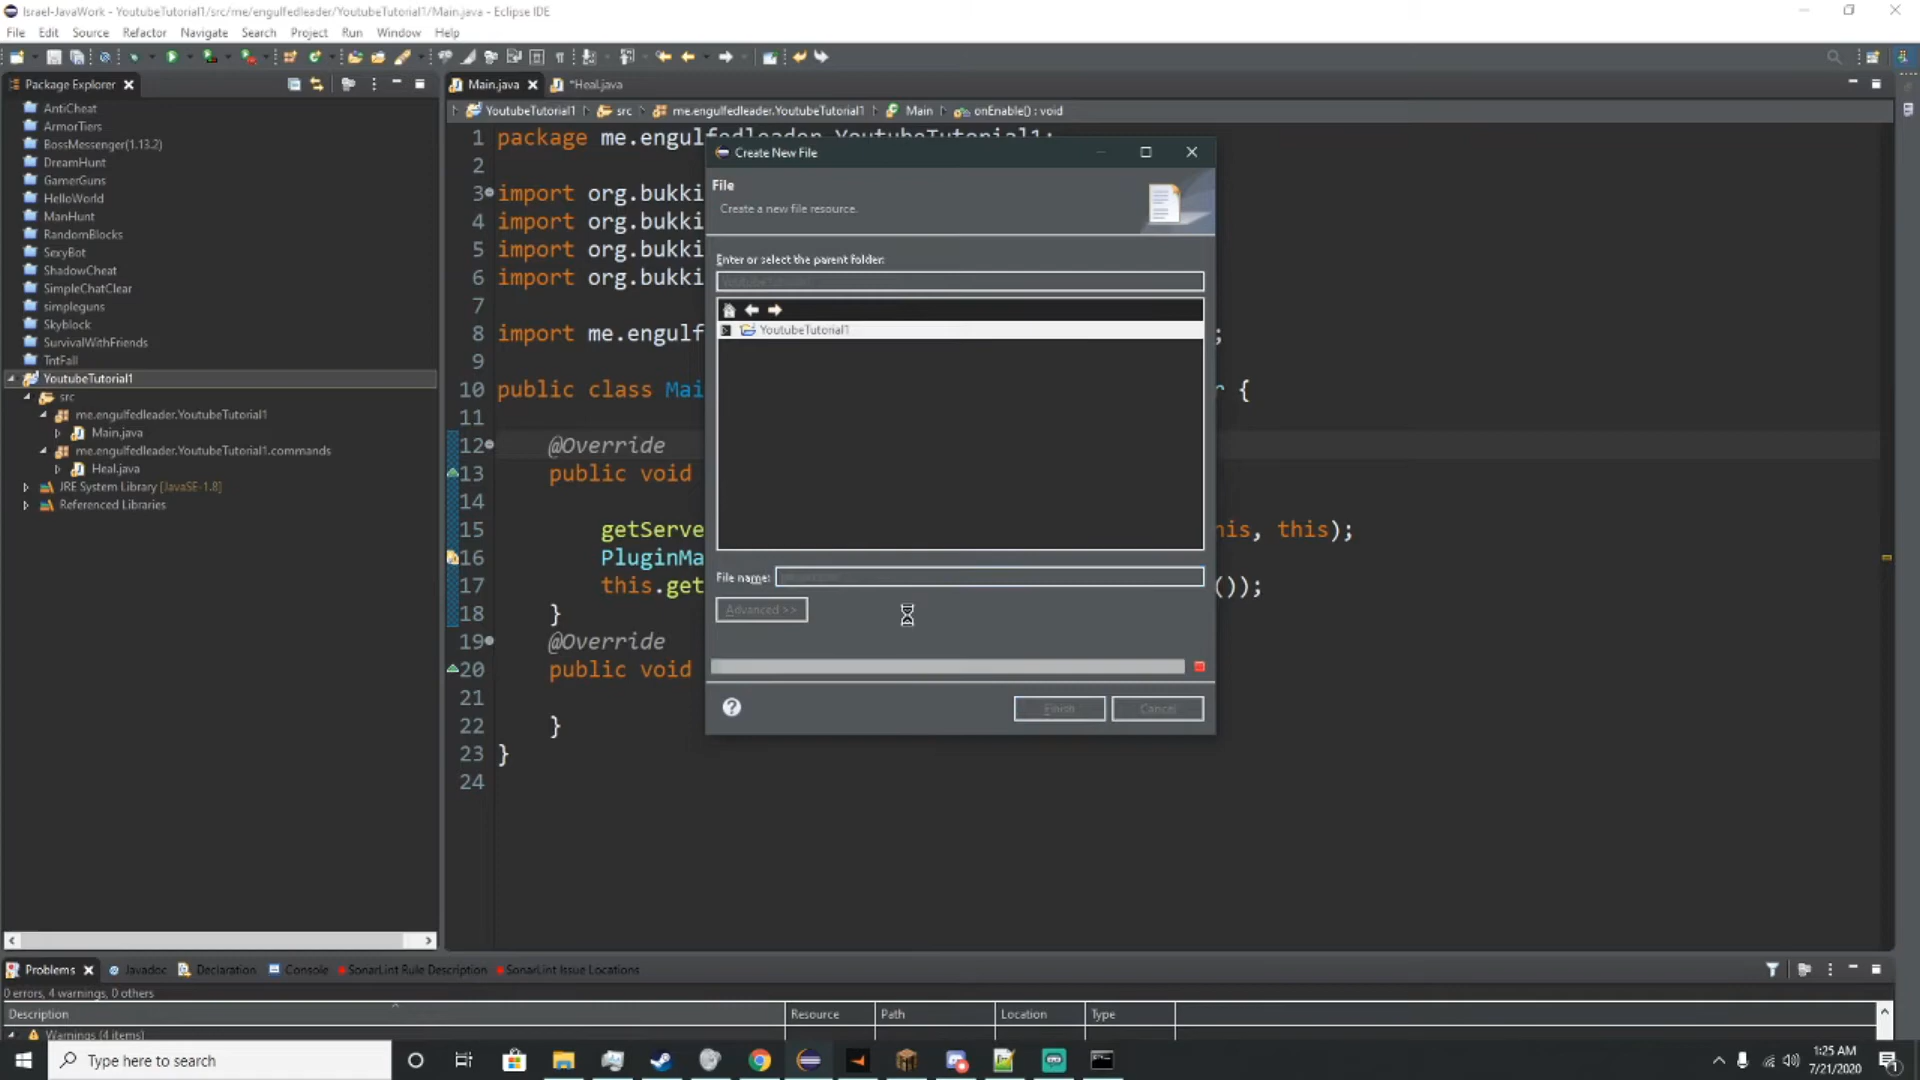 Israel-JavaWork - YoutubeTutorial1/src/me/engulfedleader/YoutubeTutorial1/Main.java - Eclipse IDE
File Edit Source Refactor Navigate Search Project Run Window Help
Package Explorer
Main.java
*Heal.java
AntiCheat
ArmorTiers
BossMessenger(1.13.2)
DreamHunt
GamerGuns
HelloWorld
ManHunt
RandomBlocks
SexyBot
ShadowCheat
SimpleChatClear
simpleguns
Skyblock
SurvivalWithFriends
TntFall
YoutubeTutorial1
src
me.engulfedleader.YoutubeTutorial1
Main.java
me.engulfedleader.YoutubeTutorial1.commands
Heal.java
JRE System Library [JavaSE-1.8]
Referenced Libraries
YoutubeTutorial1 src me.engulfedleader.YoutubeTutorial1 Main onEnable() : void
1 package me.engulfedleader.YoutubeTutorial1;
2
3 import org.bukki
4 import org.bukki
5 import org.bukki
6 import org.bukki
7
8 import me.engulf ;
9
10 public class Mai r {
11
12 @Override
13 public void
14
15 getServe his, this);
16 PluginMa
17 this.get ());
18 }
19 @Override
20 public void
21
22 }
23 }
24
Create New File
File
Create a new file resource.
Enter or select the parent folder:
YoutubeTutorial1
File name:
Advanced >>
Finish
Cancel
Problems Javadoc Declaration Console SonarLint Rule Description SonarLint Issue Locations
0 errors, 4 warnings, 0 others
Description Resource Path Location Type
Warnings (4 items)
Type here to search
1:25 AM
7/21/2020